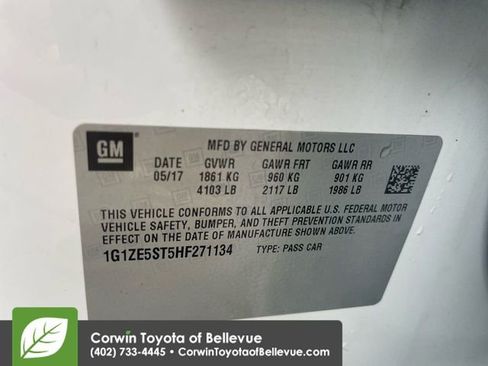 GM
MFD BY GENERAL MOTORS LLC
DATE GVWR GAWR FRT GAWR RR
05/17 1861 KG 960 KG 901 KG
4103 LB 2117 LB 1986 LB
THIS VEHICLE CONFORMS TO ALL APPLICABLE U.S. FEDERAL MOTOR
VEHICLE SAFETY, BUMPER, AND THEFT PREVENTION STANDARDS IN
EFFECT ON THE DATE OF MANUFACTURE SHOWN ABOVE.
1G1ZE5ST5HF271134 TYPE: PASS CAR
Corwin Toyota of Bellevue
(402) 733-4445 • CorwinToyotaofBellevue.com